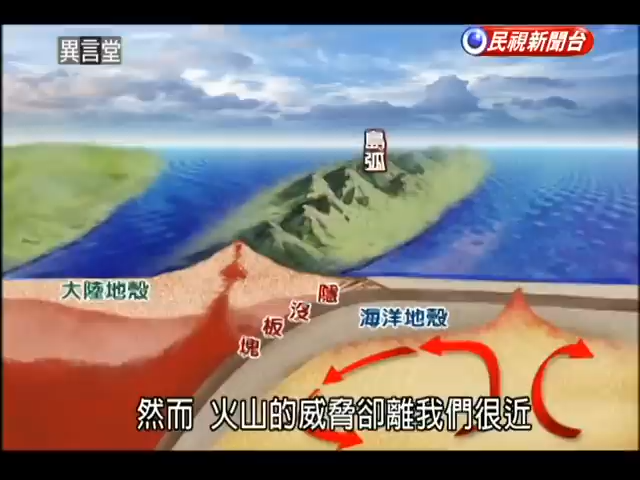 異言堂
民視新聞台
島弧
大陸地殼
隱沒板塊
海洋地殼
然而 火山的威脅卻離我們很近